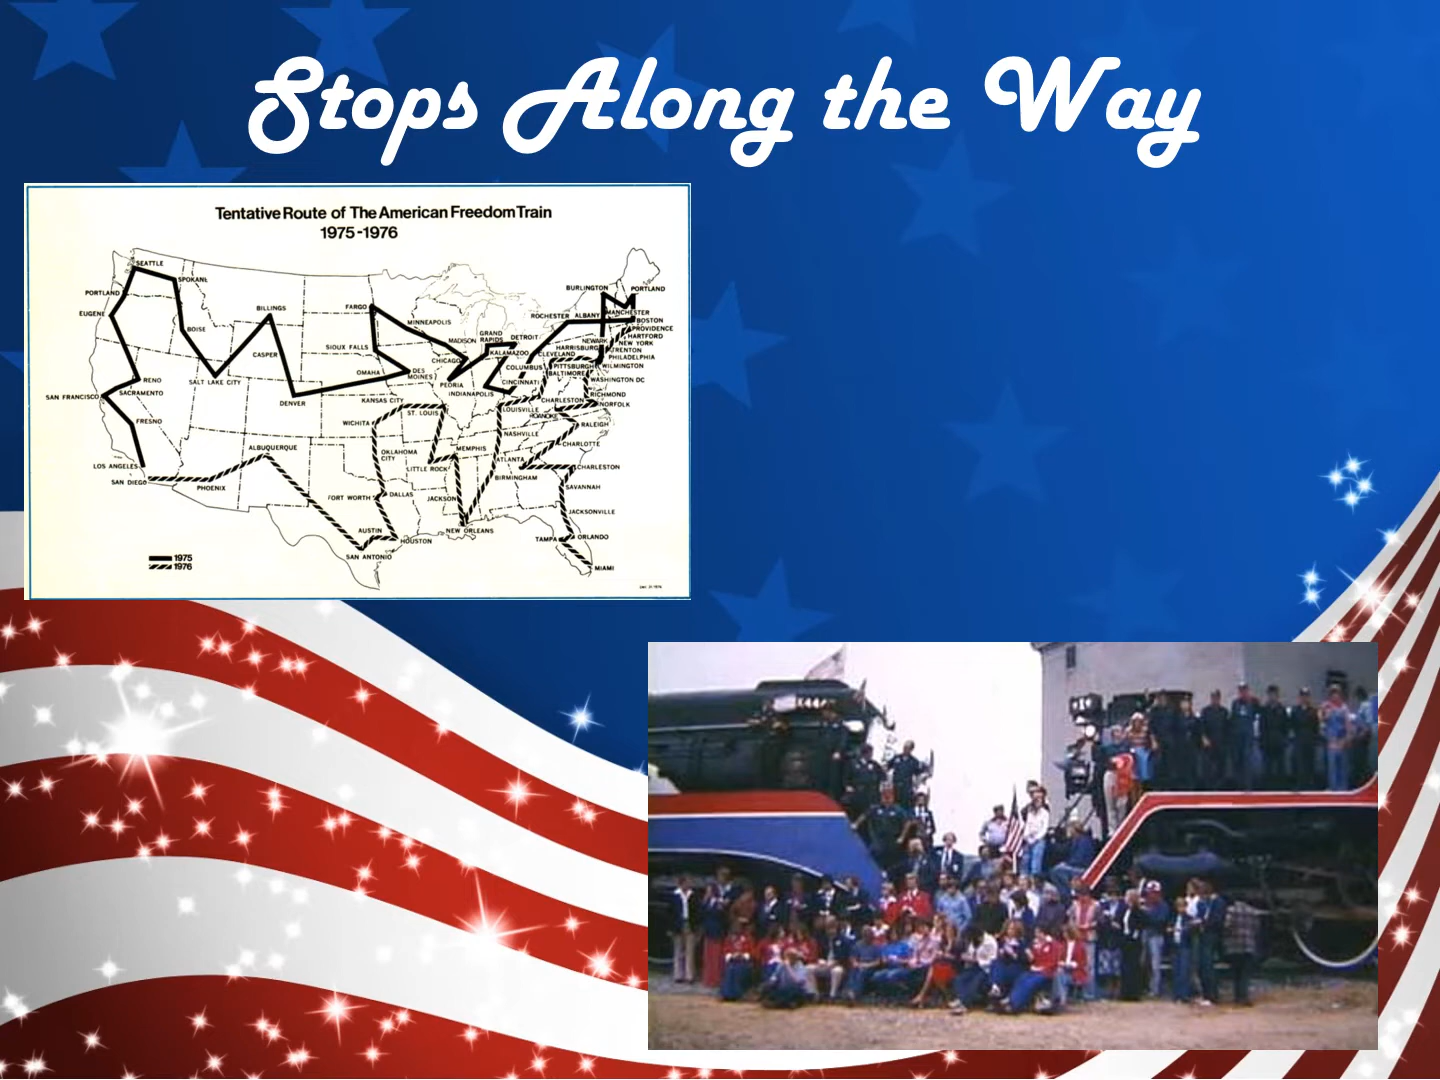 Stops Along the Way
Tentative Route of The American Freedom Train
1975-1976
SEATTLE
SPOKANE
PORTLAND
EUGENE
BOISE
BILLINGS
CASPER
SALT LAKE CITY
RENO
SACRAMENTO
SAN FRANCISCO
FRESNO
LOS ANGELES
SAN DIEGO
PHOENIX
ALBUQUERQUE
DENVER
FARGO
MINNEAPOLIS
SIOUX FALLS
OMAHA
DES
MOINES
MADISON
CHICAGO
PEORIA
GRAND
RAPIDS
DETROIT
KALAMAZOO
INDIANAPOLIS
CINCINNATI
COLUMBUS
CLEVELAND
ROCHESTER
ALBANY
BURLINGTON
PORTLAND
MANCHESTER
BOSTON
PROVIDENCE
HARTFORD
NEW YORK
NEWARK
TRENTON
HARRISBURG
PHILADELPHIA
PITTSBURGH
WILMINGTON
BALTIMORE
WASHINGTON DC
RICHMOND
NORFOLK
CHARLESTON
ROANOKE
RALEIGH
CHARLOTTE
LOUISVILLE
NASHVILLE
ATLANTA
CHARLESTON
SAVANNAH
JACKSONVILLE
ORLANDO
TAMPA
MIAMI
BIRMINGHAM
MEMPHIS
KANSAS CITY
ST. LOUIS
WICHITA
OKLAHOMA
CITY
LITTLE ROCK
JACKSON
NEW ORLEANS
FORT WORTH
DALLAS
AUSTIN
HOUSTON
SAN ANTONIO
1975
1976